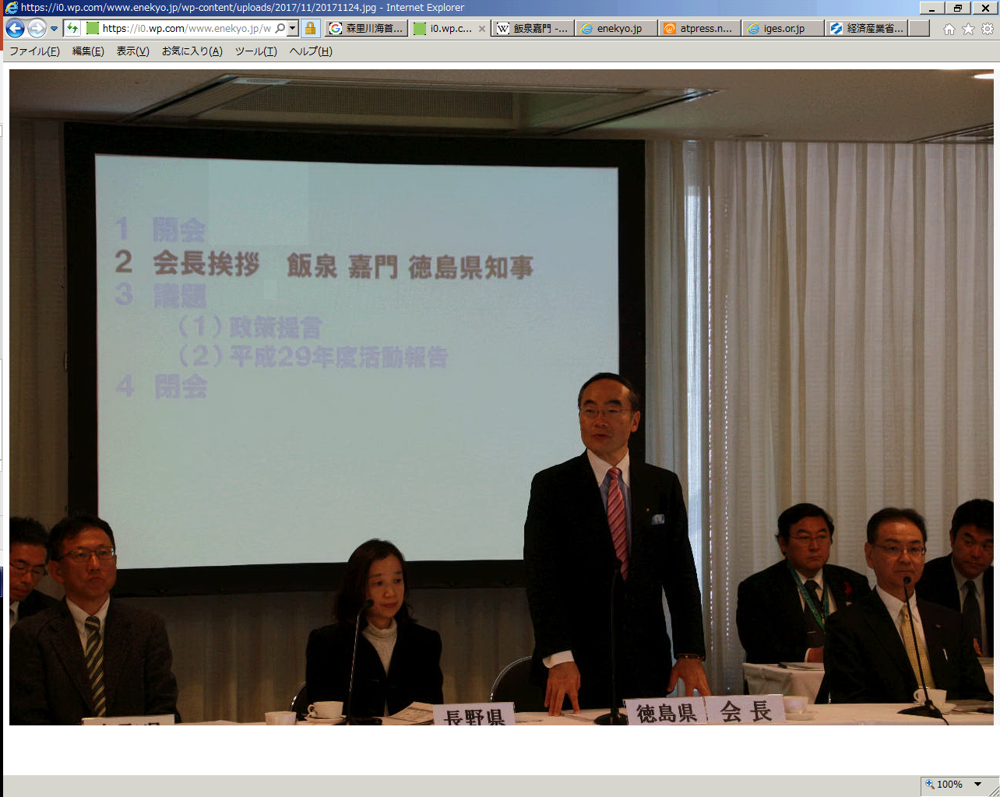 https://i0.wp.com/www.enekyo.jp/wp-content/uploads/2017/11/20171124.jpg - Internet Explorer
https://i0.wp.com/www.enekyo.jp/w
森里川海首...
i0.wp.c...
飯泉嘉門 -...
enekyo.jp
atpress.n...
iges.or.jp
経済産業省...
ファイル(F) 編集(E) 表示(V) お気に入り(A) ツール(T) ヘルプ(H)
1 開会
2 会長挨拶 飯泉 嘉門 徳島県知事
3 議題
（1）政策提言
（2）平成29年度活動報告
4 閉会
長野県
徳島県
会 長
100%